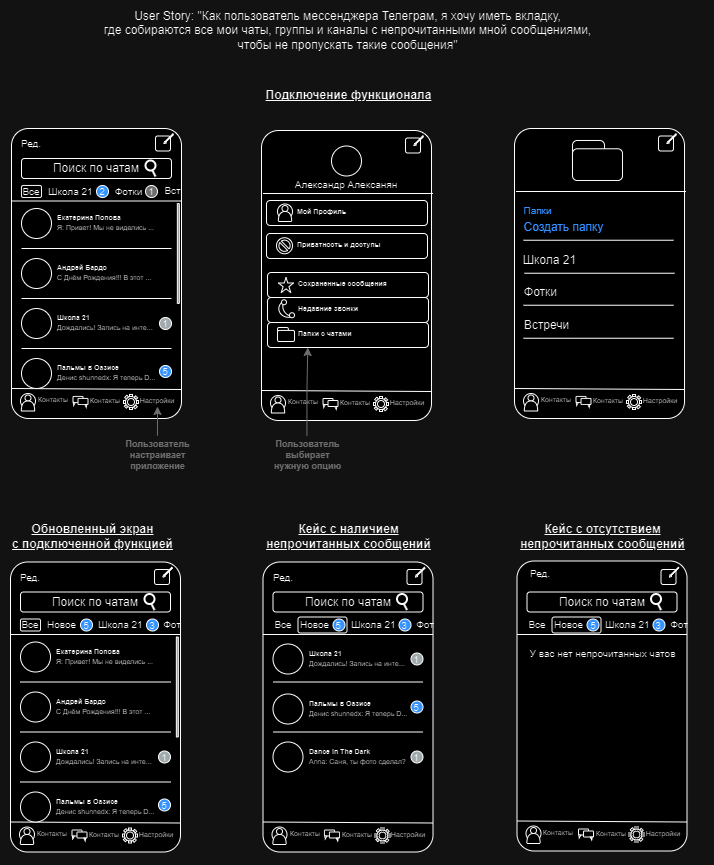 User Story: "Как пользователь мессенджера Телеграм, я хочу иметь вкладку,
где собираются все мои чаты, группы и каналы с непрочитанными мной сообщениями,
чтобы не пропускать такие сообщения"
Подключение функционала
Ред.
Поиск по чатам
Все Школа 21 2 Фотки 1 Вст
Екатерина Попова
Я: Привет! Мы не виделись ...
Андрей Бардо
С Днём Рождения!!! В этот ...
Школа 21
Дождались! Запись на инте... 1
Пальмы в Оазисе
Денис shunnedx: Я теперь D... 5
Контакты Контакты Настройки
Пользователь
настраивает
приложение
Александр Алексанян
Мой Профиль
Приватность и доступы
Сохраненные сообщения
Недавние звонки
Папки с чатами
Контакты Контакты Настройки
Пользователь
выбирает
нужную опцию
Папки
Создать папку
Школа 21
Фотки
Встречи
Контакты Контакты Настройки
Обновленный экран
с подключенной функцией
Ред.
Поиск по чатам
Все Новое 5 Школа 21 3 Фот
Екатерина Попова
Я: Привет! Мы не виделись ...
Андрей Бардо
С Днём Рождения!!! В этот ...
Школа 21
Дождались! Запись на инте... 1
Пальмы в Оазисе
Денис shunnedx: Я теперь D... 5
Контакты Контакты Настройки
Кейс с наличием
непрочитанных сообщений
Ред.
Поиск по чатам
Все Новое 5 Школа 21 3 Фот
Школа 21
Дождались! Запись на инте... 1
Пальмы в Оазисе
Денис shunnedx: Я теперь D... 5
Dance In The Dark
Anna: Саня, ты фото сделал? 1
Контакты Контакты Настройки
Кейс с отсутствием
непрочитанных сообщений
Ред.
Поиск по чатам
Все Новое 5 Школа 21 3 Фот
У вас нет непрочитанных чатов
Контакты Контакты Настройки